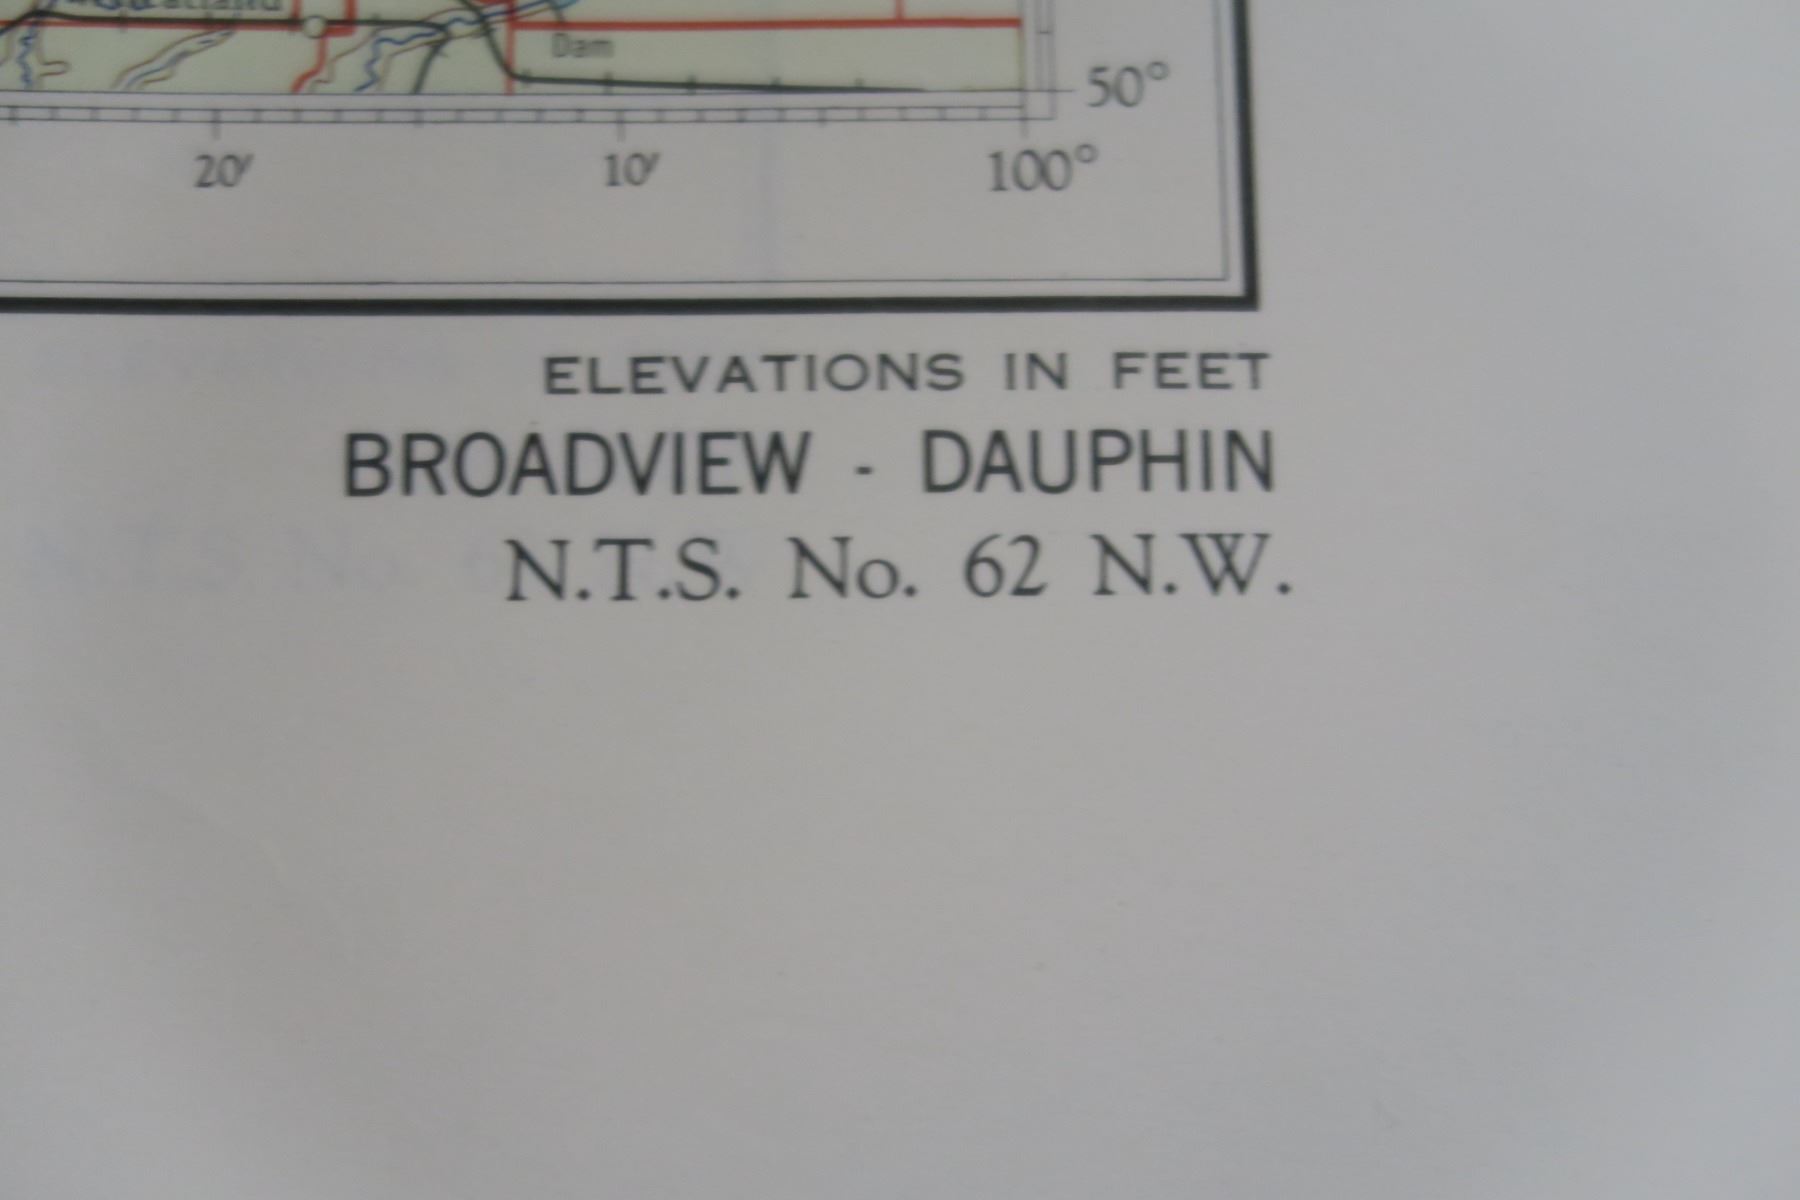 Dam
50°
20′ 10′ 100°
ELEVATIONS IN FEET
BROADVIEW - DAUPHIN
N.T.S. No. 62 N.W.